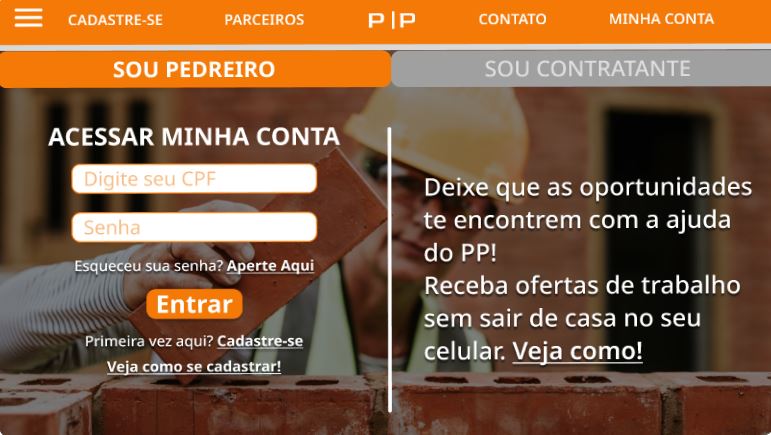 CADASTRE-SE PARCEIROS P|P CONTATO MINHA CONTA
SOU PEDREIRO SOU CONTRATANTE
ACESSAR MINHA CONTA
Digite seu CPF
Senha
Esqueceu sua senha? Aperte Aqui
Entrar
Primeira vez aqui? Cadastre-se
Veja como se cadastrar!
Deixe que as oportunidades
te encontrem com a ajuda
do PP!
Receba ofertas de trabalho
sem sair de casa no seu
celular. Veja como!